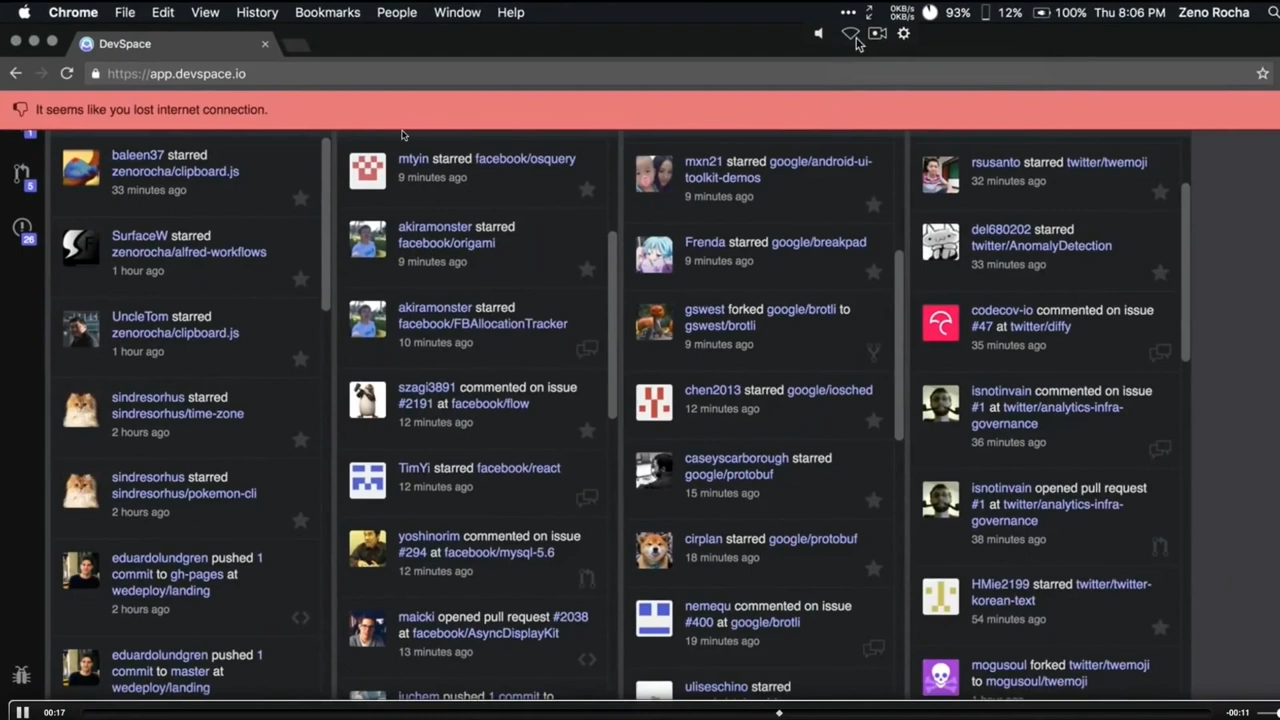 Chrome File Edit View History Bookmarks People Window Help
0KB/s
0KB/s
93% 12% 100% Thu 8:06 PM Zeno Rocha
DevSpace
https://app.devspace.io
It seems like you lost internet connection.
1
5
26
baleen37 starred
zenorocha/clipboard.js
33 minutes ago
SurfaceW starred
zenorocha/alfred-workflows
1 hour ago
UncleTom starred
zenorocha/clipboard.js
1 hour ago
sindresorhus starred
sindresorhus/time-zone
2 hours ago
sindresorhus starred
sindresorhus/pokemon-cli
2 hours ago
eduardolundgren pushed 1
commit to gh-pages at
wedeploy/landing
2 hours ago
eduardolundgren pushed 1
commit to master at
wedeploy/landing
mtyin starred facebook/osquery
9 minutes ago
akiramonster starred
facebook/origami
9 minutes ago
akiramonster starred
facebook/FBAllocationTracker
10 minutes ago
szagi3891 commented on issue
#2191 at facebook/flow
12 minutes ago
TimYi starred facebook/react
12 minutes ago
yoshinorim commented on issue
#294 at facebook/mysql-5.6
12 minutes ago
maicki opened pull request #2038
at facebook/AsyncDisplayKit
13 minutes ago
juchem pushed 1 commit to
mxn21 starred google/android-ui-
toolkit-demos
9 minutes ago
Frenda starred google/breakpad
9 minutes ago
gswest forked google/brotli to
gswest/brotli
9 minutes ago
chen2013 starred google/iosched
12 minutes ago
caseyscarborough starred
google/protobuf
15 minutes ago
cirplan starred google/protobuf
18 minutes ago
nemequ commented on issue
#400 at google/brotli
19 minutes ago
uliseschino starred
rsusanto starred twitter/twemoji
32 minutes ago
del680202 starred
twitter/AnomalyDetection
33 minutes ago
codecov-io commented on issue
#47 at twitter/diffy
35 minutes ago
isnotinvain commented on issue
#1 at twitter/analytics-infra-
governance
36 minutes ago
isnotinvain opened pull request
#1 at twitter/analytics-infra-
governance
38 minutes ago
HMie2199 starred twitter/twitter-
korean-text
54 minutes ago
mogusoul forked twitter/twemoji
to mogusoul/twemoji
00:17
-00:11